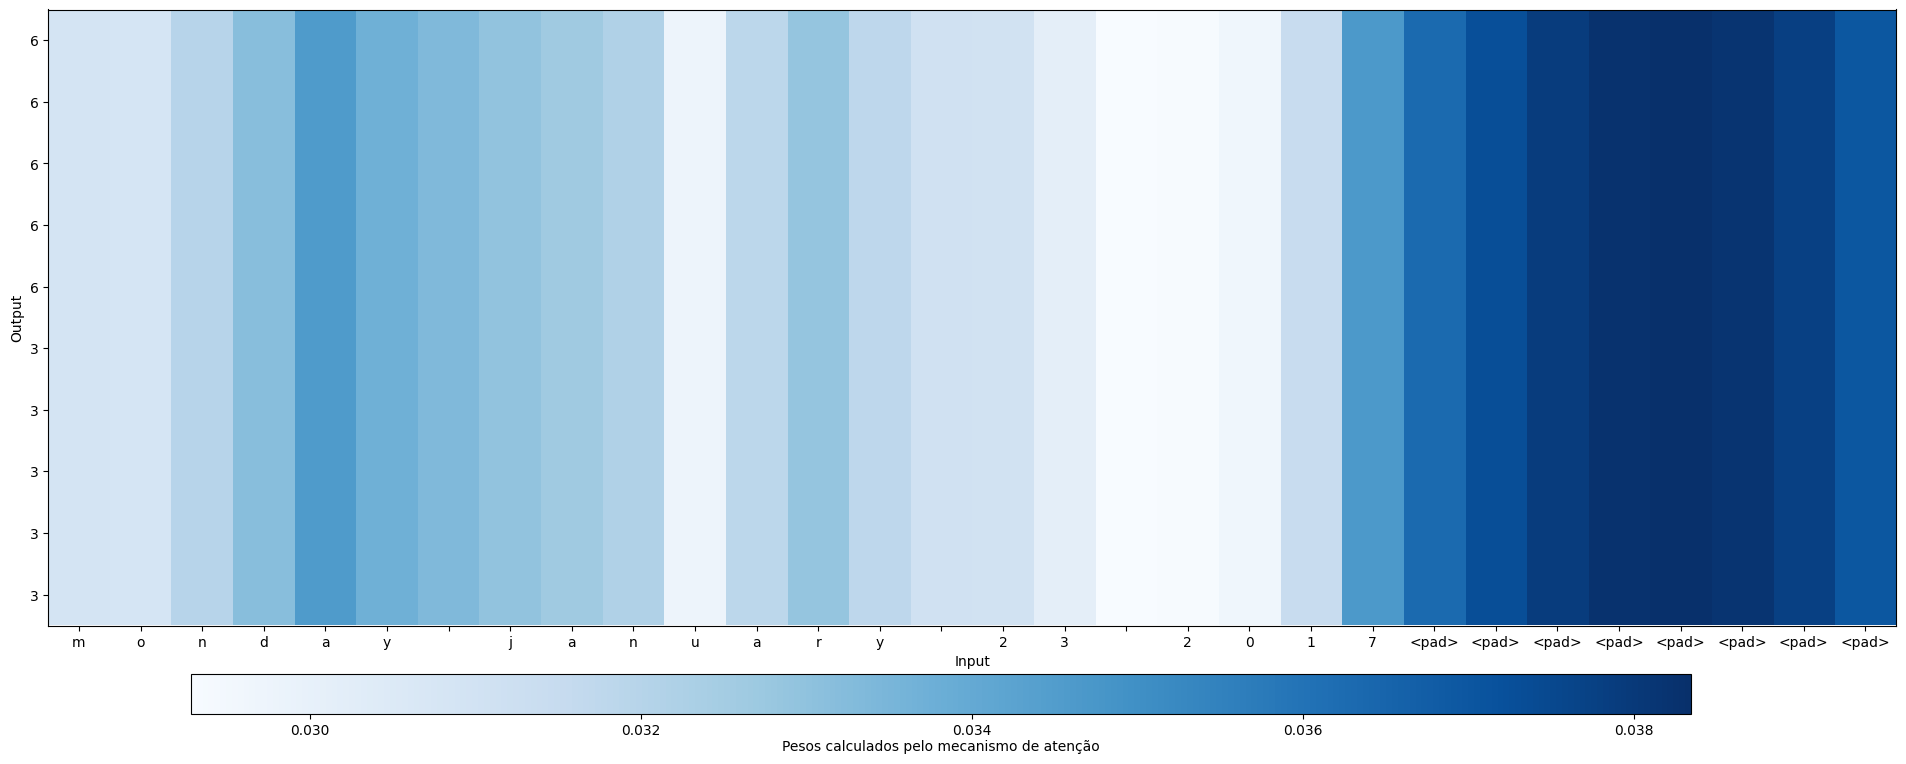 Output
6
6
6
6
6
3
3
3
3
3
m o n d a y j a n u a r y 2 3 2 0 1 7 <pad> <pad> <pad> <pad> <pad> <pad> <pad> <pad>
Input
0.030 0.032 0.034 0.036 0.038
Pesos calculados pelo mecanismo de atenção